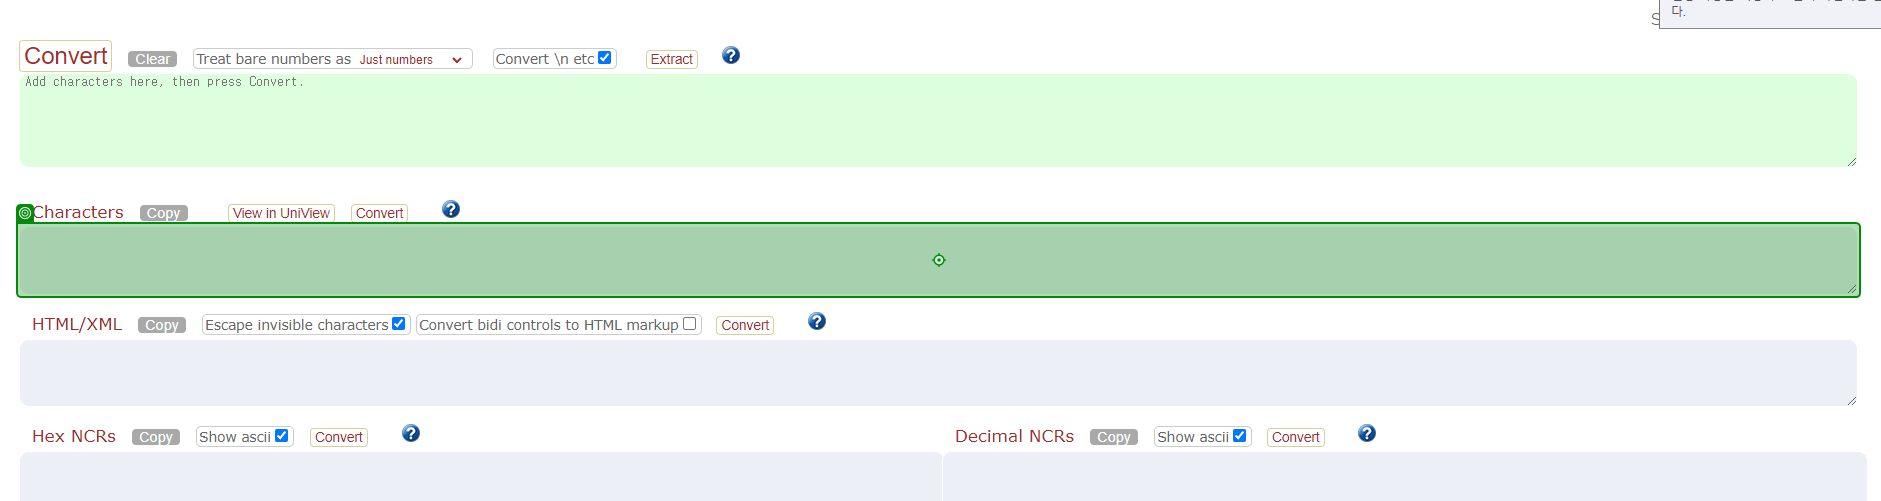 다.
Convert Clear Treat bare numbers as Just numbers Convert \n etc Extract ?
Add characters here, then press Convert.
Characters Copy View in UniView Convert ?
HTML/XML Copy Escape invisible characters Convert bidi controls to HTML markup Convert ?
Hex NCRs Copy Show ascii Convert ?
Decimal NCRs Copy Show ascii Convert ?